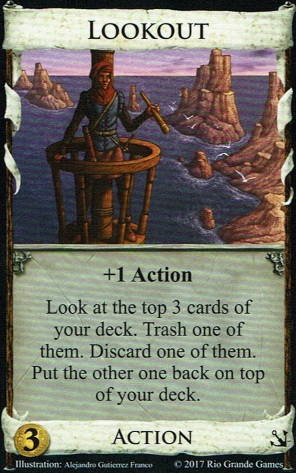 LOOKOUT
+1 Action
Look at the top 3 cards of
your deck. Trash one of
them. Discard one of them.
Put the other one back on top
of your deck.
3
ACTION
Illustration: Alejandro Gutierrez Franco © 2017 Rio Grande Games